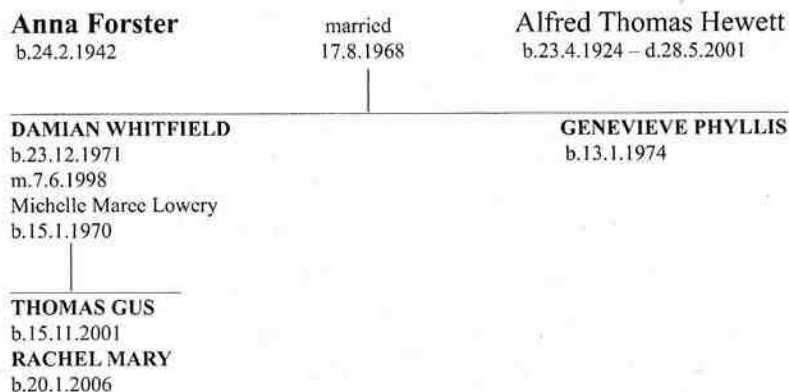 Anna Forster married Alfred Thomas Hewett
b.24.2.1942 17.8.1968 b.23.4.1924 – d.28.5.2001
DAMIAN WHITFIELD GENEVIEVE PHYLLIS
b.23.12.1971 b.13.1.1974
m.7.6.1998
Michelle Maree Lowery
b.15.1.1970
THOMAS GUS
b.15.11.2001
RACHEL MARY
b.20.1.2006